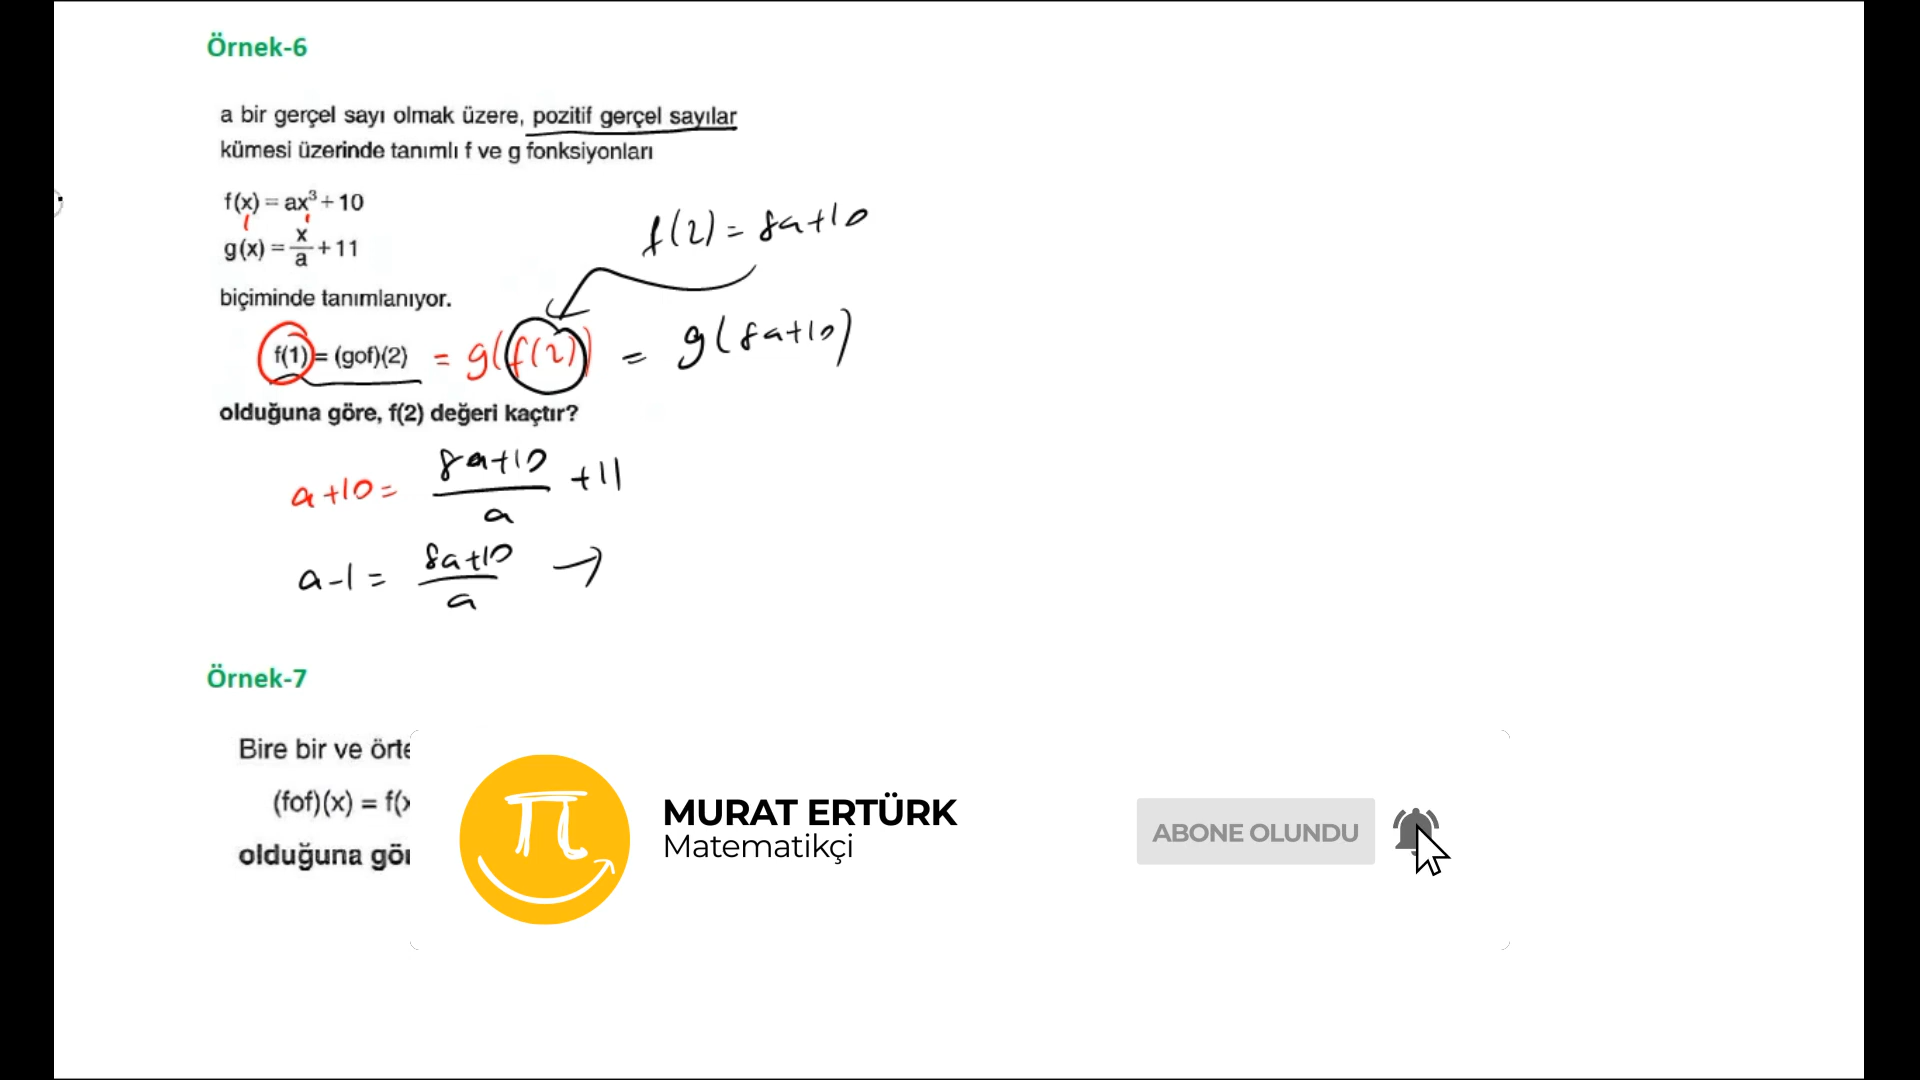 Örnek-6
a bir gerçel sayı olmak üzere, pozitif gerçel sayılar
kümesi üzerinde tanımlı f ve g fonksiyonları
f(x) = ax³ + 10
g(x) = x/a + 11
f(2) = 8a+10
biçiminde tanımlanıyor.
f(1) = (gof)(2) = g(f(2)) = g(8a+10)
olduğuna göre, f(2) değeri kaçtır?
a+10 = (8a+10)/a + 11
a-1 = (8a+10)/a →
Örnek-7
Bire bir ve örte
(fof)(x) = f(x
olduğuna gör
MURAT ERTÜRK
Matematikçi
ABONE OLUNDU